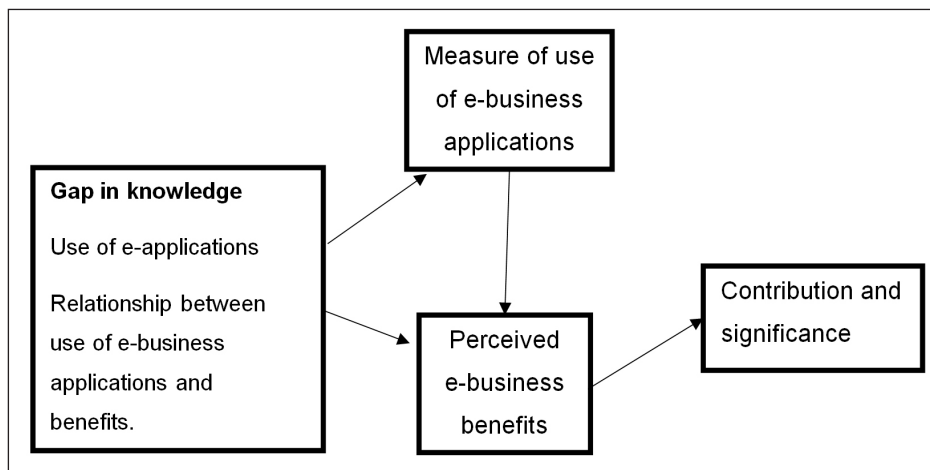 Measure of use
of e-business
applications
Gap in knowledge
Use of e-applications
Relationship between
use of e-business
applications and
benefits.
Perceived
e-business
benefits
Contribution and
significance